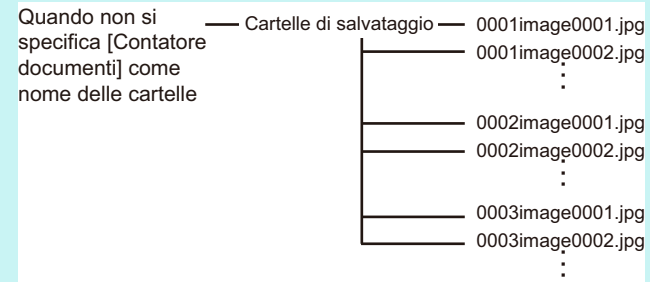 Quando non si
specifica [Contatore
documenti] come
nome delle cartelle
Cartelle di salvataggio
0001image0001.jpg
0001image0002.jpg
0002image0001.jpg
0002image0002.jpg
0003image0001.jpg
0003image0002.jpg